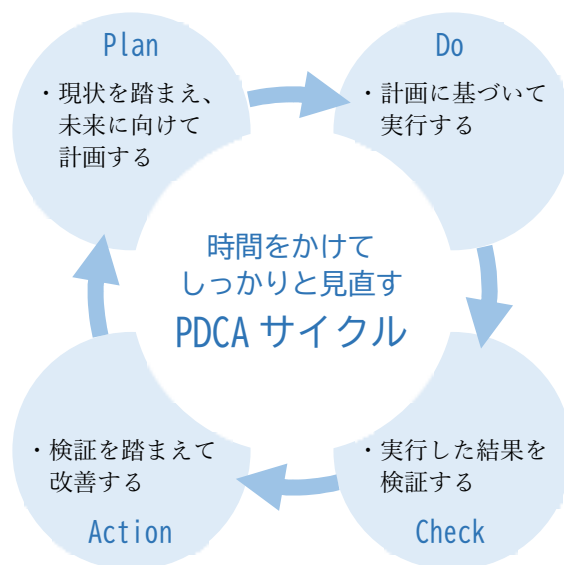 Plan
・現状を踏まえ、
未来に向けて
計画する
Do
・計画に基づいて
実行する
時間をかけて
しっかりと見直す
PDCA サイクル
・検証を踏まえて
改善する
Action
・実行した結果を
検証する
Check